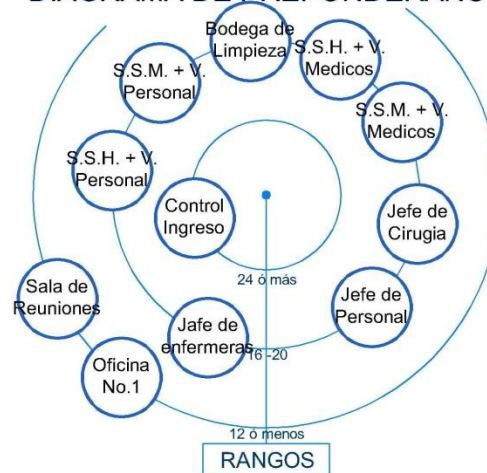 DIAGRAMA DE PREPONDERANC
Bodega de
Limpieza
S.S.H. + V.
Medicos
S.S.M. + V.
Personal
S.S.M. + V.
Medicos
S.S.H. + V.
Personal
Control
Ingreso
Jefe de
Cirugia
24 ó más
Sala de
Reuniones
Jefe de
Personal
Jafe de
enfermeras
16 -20
Oficina
No.1
12 ó menos
RANGOS